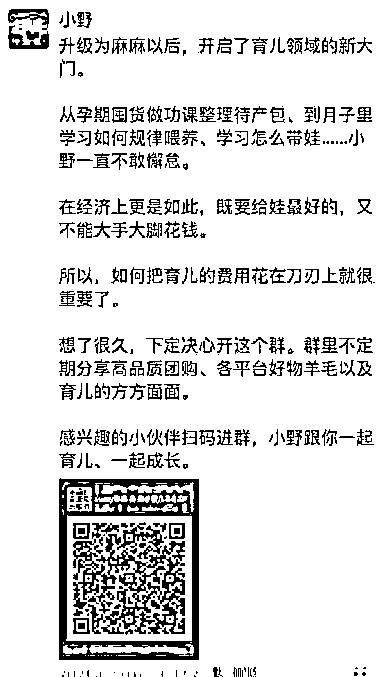 小野
升级为麻麻以后，开启了育儿领域的新大
门。
从孕期囤货做功课整理待产包、到月子里
学习如何规律喂养、学习怎么带娃......小
野一直不敢懈怠。
在经济上更是如此，既要给娃最好的，又
不能大手大脚花钱。
所以，如何把育儿的费用花在刀刃上就很
重要了。
想了很久，下定决心开这个群。群里不定
期分享高品质团购、各平台好物羊毛以及
育儿的方方面面。
感兴趣的小伙伴扫码进群，小野跟你一起
育儿、一起成长。